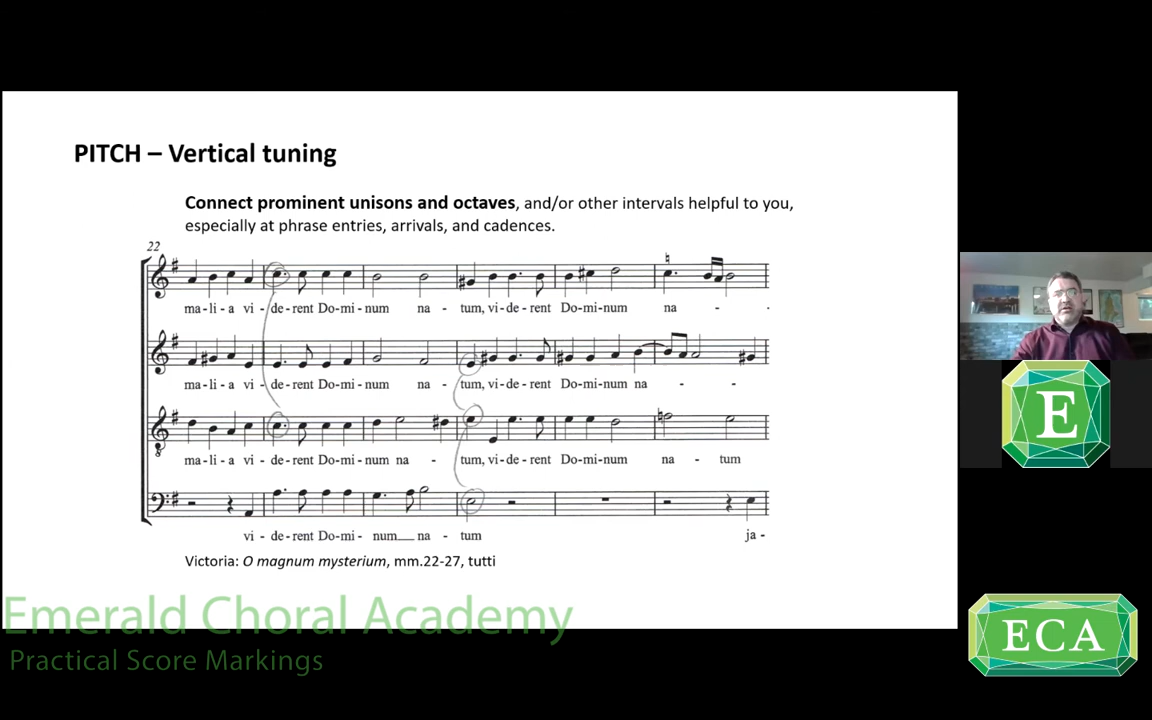 PITCH – Vertical tuning
Connect prominent unisons and octaves, and/or other intervals helpful to you,
especially at phrase entries, arrivals, and cadences.
22
ma - li - a vi - de - rent Do - mi - num na - tum, vi - de - rent Do - mi - num na - -
ma - li - a vi - de - rent Do - mi - num na - tum, vi - de - rent Do - mi - num na - -
ma - li - a vi - de - rent Do - mi - num na - tum, vi - de - rent Do - mi - num na - tum
vi - de - rent Do - mi - num na - tum ja -
Victoria: O magnum mysterium, mm.22-27, tutti
Emerald Choral Academy
Practical Score Markings
E
ECA